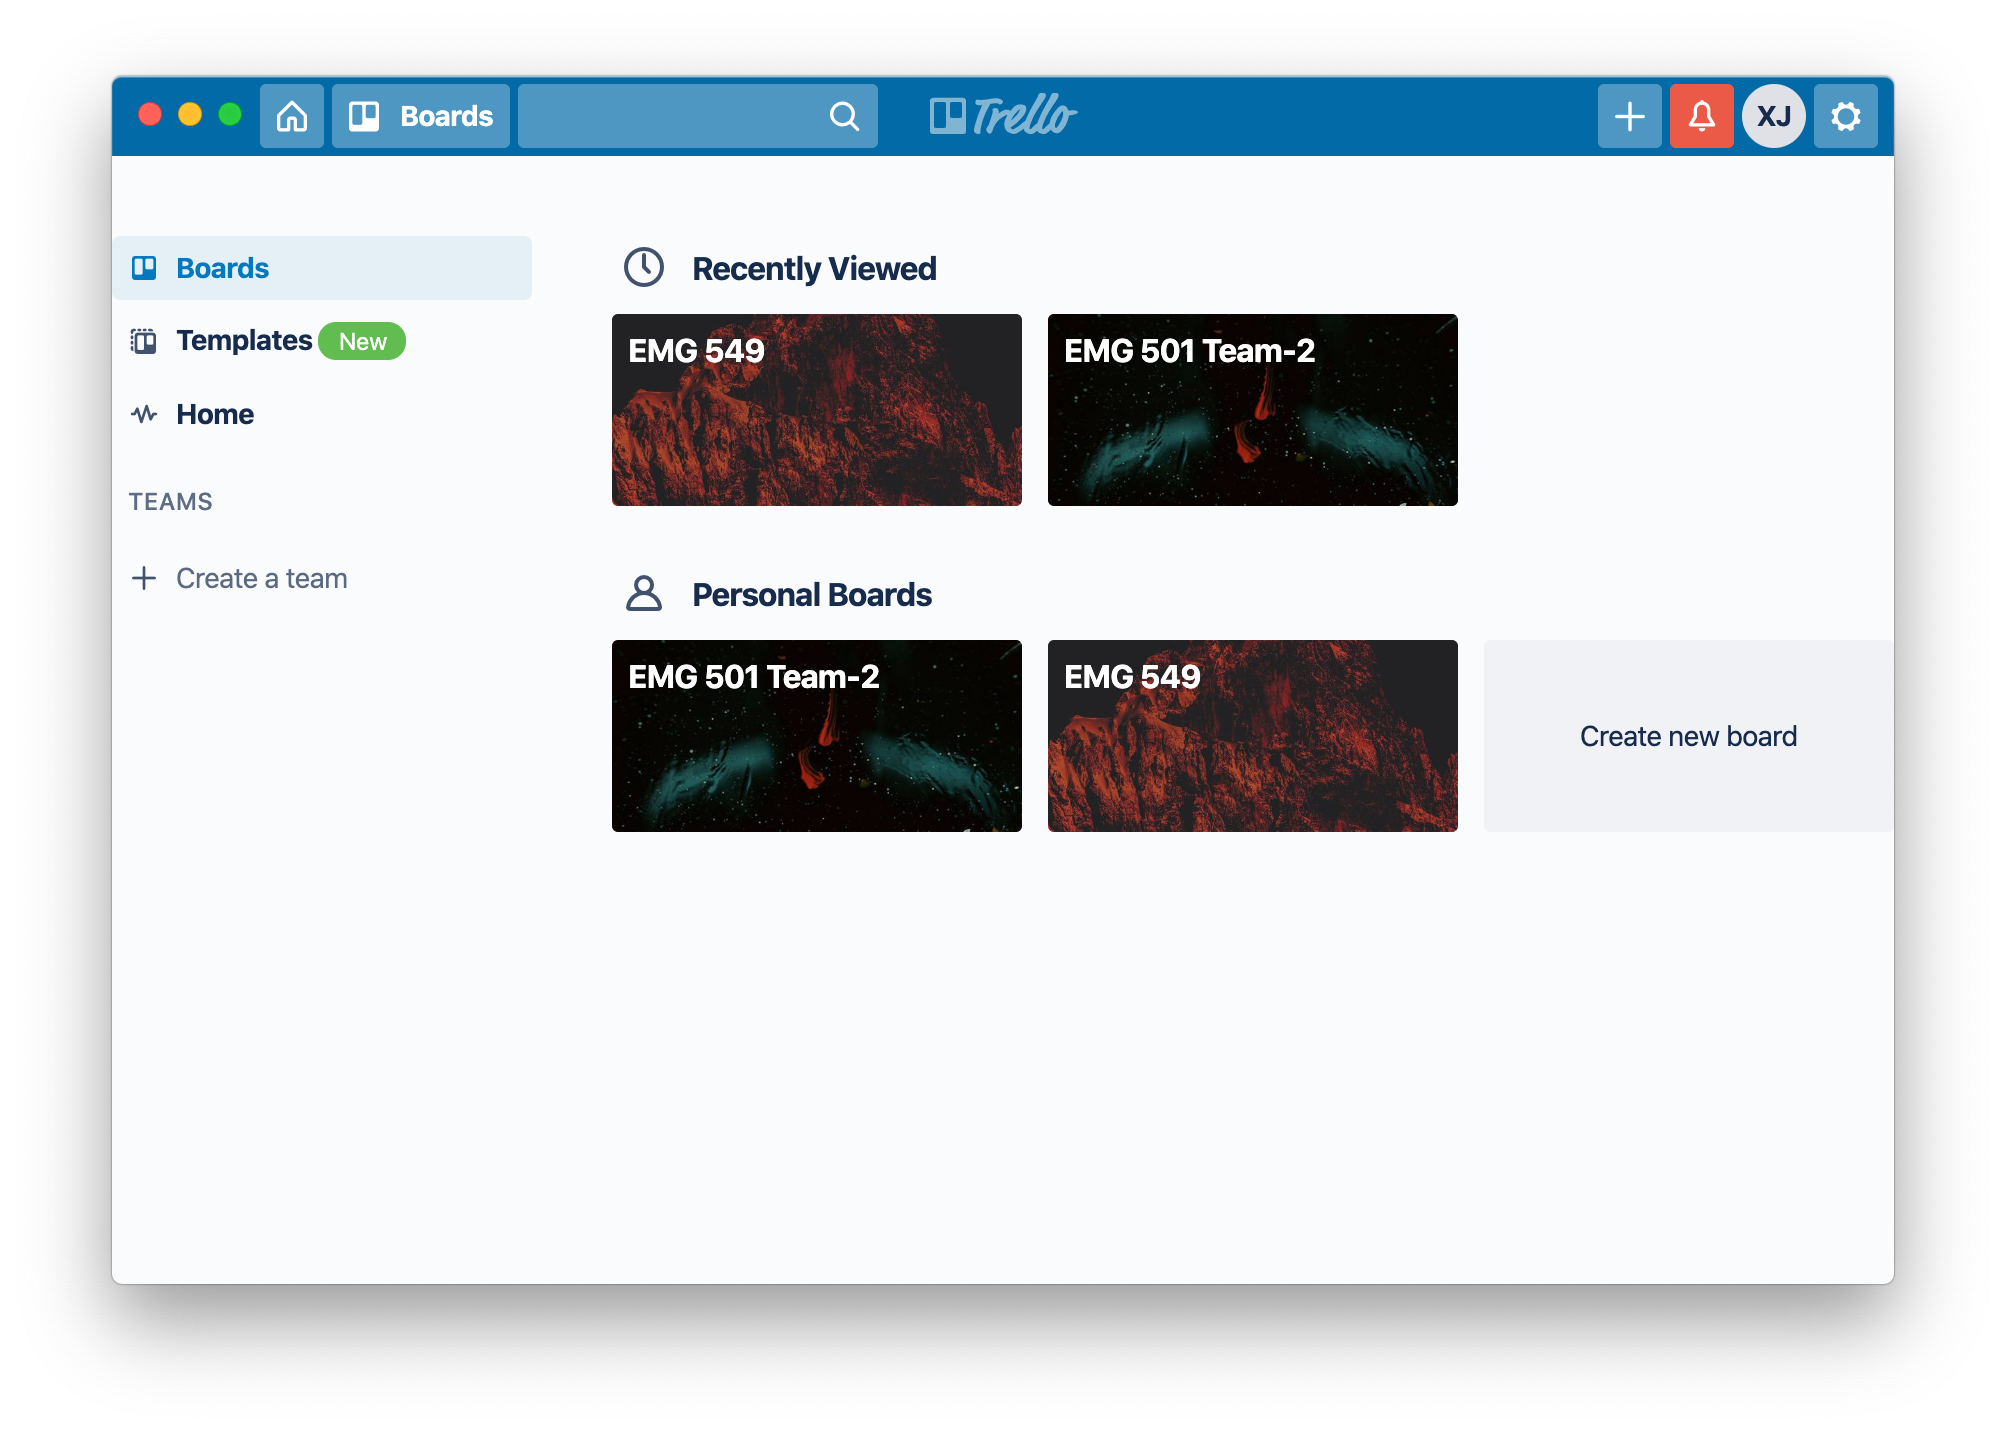 Boards
Trello
XJ
Boards
Templates New
Home
TEAMS
Create a team
Recently Viewed
EMG 549
EMG 501 Team-2
Personal Boards
EMG 501 Team-2
EMG 549
Create new board